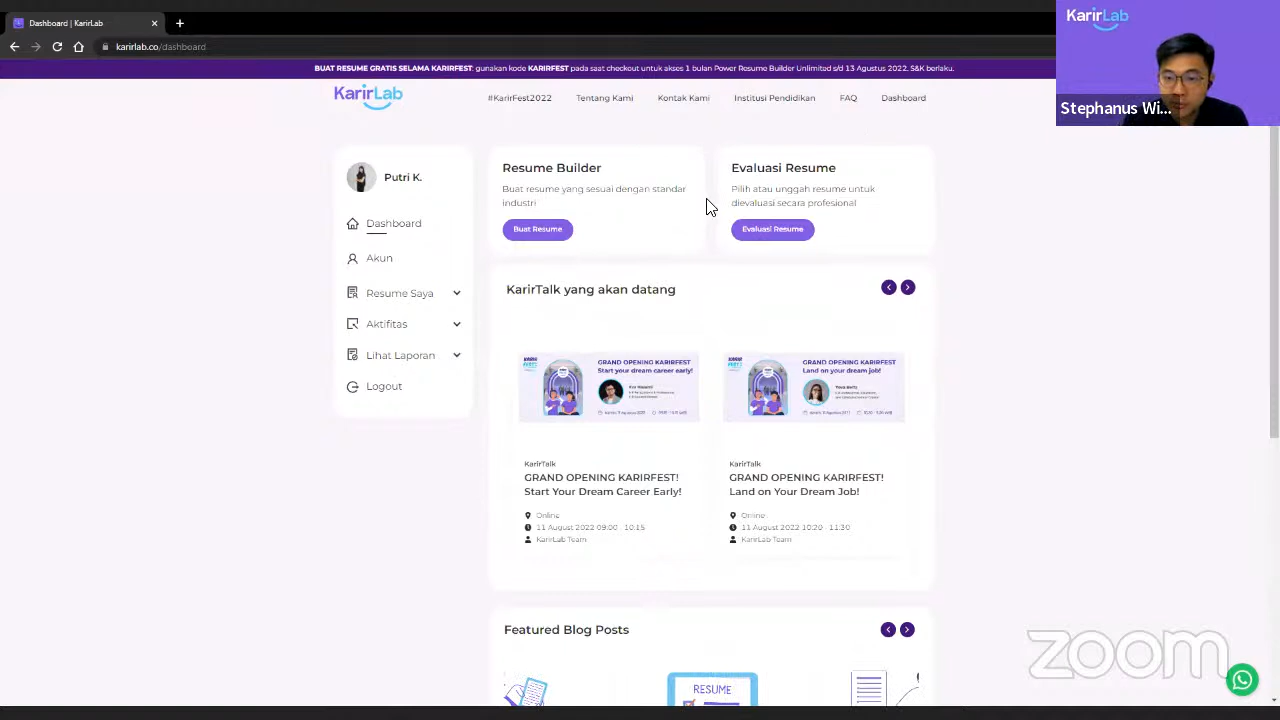 Dashboard | KarirLab
karirlab.co/dashboard
BUAT RESUME GRATIS SELAMA KARIRFEST: gunakan kode KARIRFEST pada saat checkout untuk akses 1 bulan Power Resume Builder Unlimited s/d 13 Agustus 2022. S&K berlaku.
KarirLab
#KarirFest2022
Tentang Kami
Kontak Kami
Institusi Pendidikan
FAQ
Dashboard
KarirLab
Stephanus Wi...
Putri K.
Dashboard
Akun
Resume Saya
Aktifitas
Lihat Laporan
Logout
Resume Builder
Buat resume yang sesuai dengan standar
industri
Buat Resume
Evaluasi Resume
Pilih atau unggah resume untuk
dievaluasi secara profesional
Evaluasi Resume
KarirTalk yang akan datang
GRAND OPENING KARIRFEST
Start your dream career early!
GRAND OPENING KARIRFEST
Land on your dream job!
KarirTalk
GRAND OPENING KARIRFEST!
Start Your Dream Career Early!
Online
11 August 2022 09:00 - 10:15
KarirLab Team
KarirTalk
GRAND OPENING KARIRFEST!
Land on Your Dream Job!
Online
11 August 2022 10:20 - 11:30
KarirLab Team
Featured Blog Posts
RESUME
zoom